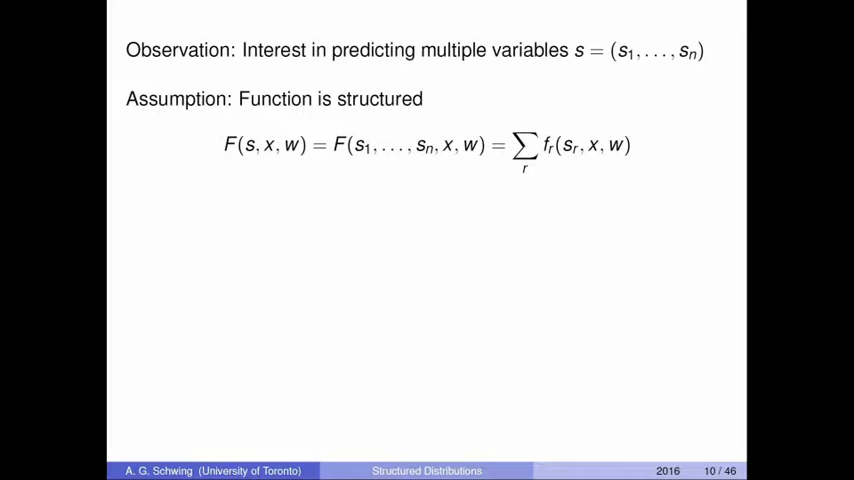 Observation: Interest in predicting multiple variables s = (s₁, . . . , sₙ)
Assumption: Function is structured
F(s, x, w) = F(s₁, . . . , sₙ, x, w) = ∑ fᵣ(sᵣ, x, w)
r
A. G. Schwing (University of Toronto) Structured Distributions 2016 10 / 46